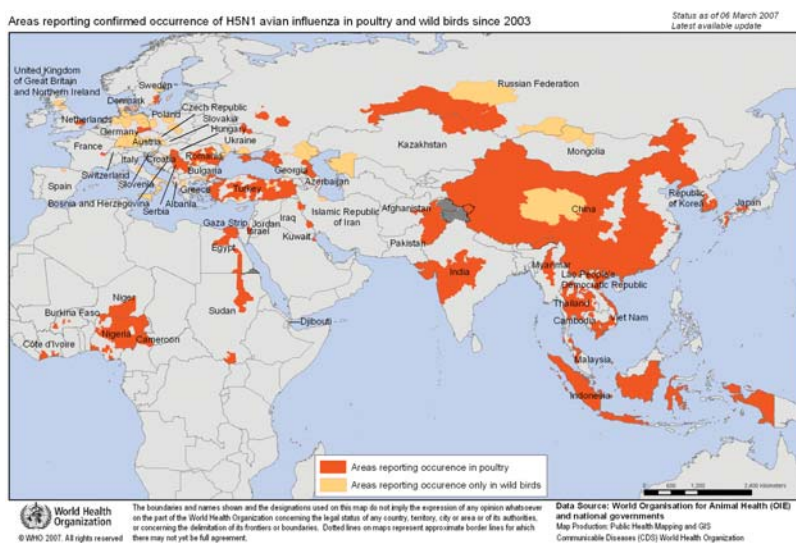 Areas reporting confirmed occurrence of H5N1 avian influenza in poultry and wild birds since 2003
Status as of 06 March 2007
Latest available update
United Kingdom
of Great Britain
and Northern Ireland
Sweden
Denmark
Netherlands
Poland
Czech Republic
Slovakia
Germany
Hungary
Austria
Ukraine
France
Italy
Croatia
Romania
Switzerland
Slovenia
Bulgaria
Georgia
Azerbaijan
Spain
Bosnia and Herzegovina
Serbia
Albania
Greece
Turkey
Russian Federation
Kazakhstan
Mongolia
Gaza Strip
Israel
Jordan
Iraq
Kuwait
Islamic Republic
of Iran
Afghanistan
Pakistan
China
Republic
of Korea
Japan
Egypt
India
Myanmar
Lao People's
Democratic Republic
Thailand
Cambodia
Viet Nam
Niger
Burkina Faso
Nigeria
Cameroon
Côte d'Ivoire
Sudan
Djibouti
Malaysia
Indonesia
Areas reporting occurence in poultry
Areas reporting occurence only in wild birds
World Health
Organization
© WHO 2007. All rights reserved
The boundaries and names shown and the designations used on this map do not imply the expression of any opinion whatsoever
on the part of the World Health Organization concerning the legal status of any country, territory, city or area or of its authorities,
or concerning the delimitation of its frontiers or boundaries. Dotted lines on maps represent approximate border lines for which
there may not yet be full agreement.
Data Source: World Organisation for Animal Health (OIE)
and national governments
Map Production: Public Health Mapping and GIS
Communicable Diseases (CDS) World Health Organization